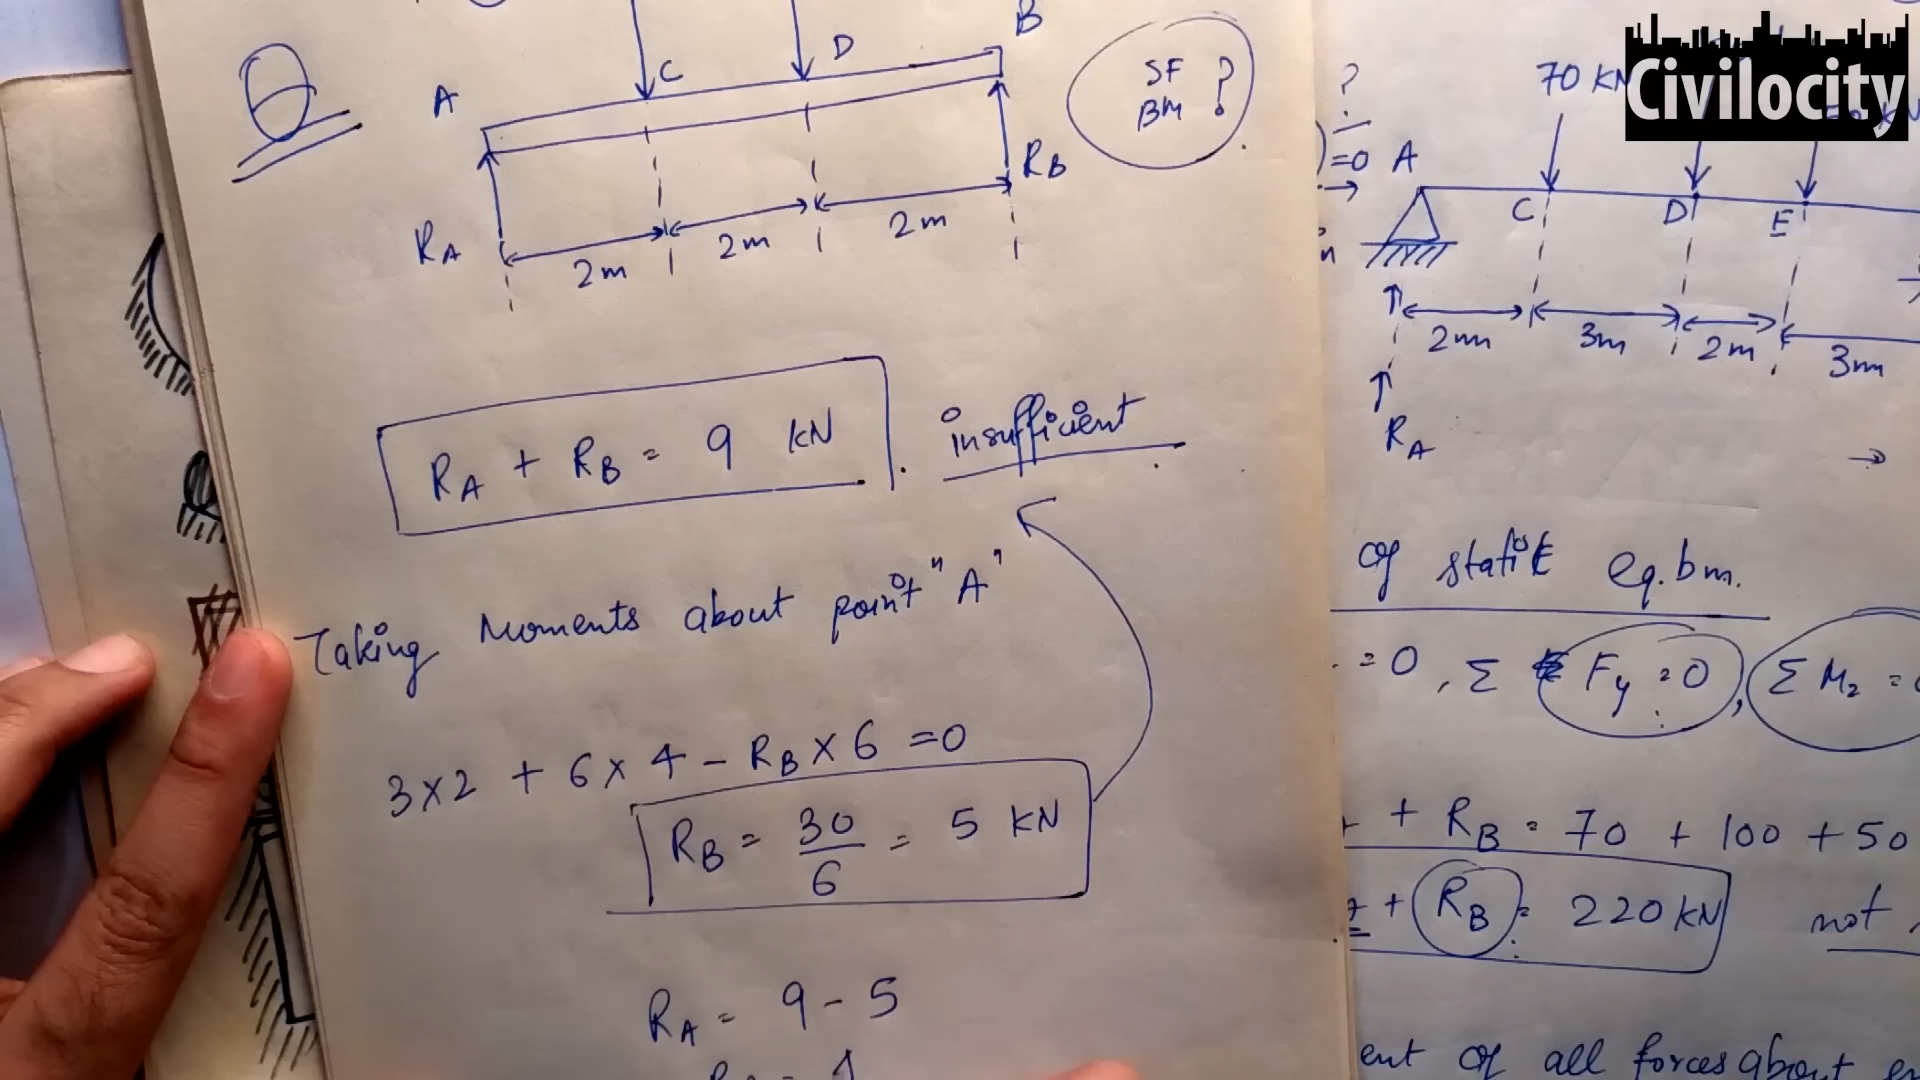 Q
C
D
B
A
SF
BM ?
RA
RB
2m
2m
2m
RA + RB = 9 kN . insufficient
Taking Moments about point "A"
3×2 + 6×4 - RB×6 =0
RB = 30/6 = 5 kN
RA = 9 - 5
Civilocity
70 KN
?
)=0
A
C
D
E
2m
3m
2m
3m
RA
of static eq.bm.
=0, Σ Fy = 0, Σ Mz =
+ RB = 70 + 100 + 50
+ RB = 220 kN not
ent of all forces about